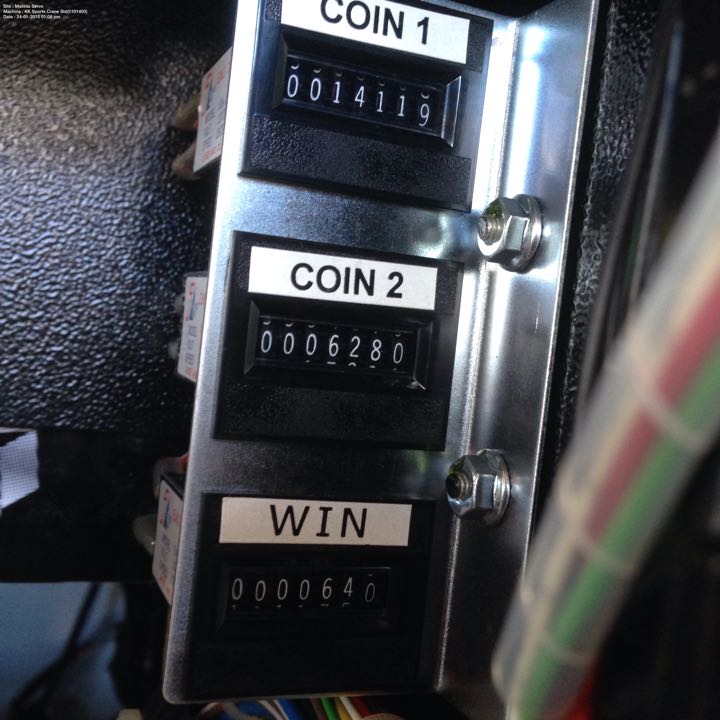 Site : Matilda Servo
Machine : KK Sports Crane Std(5101400)
Date : 24-01-2015 01:08 pm
COIN 1
0014119
COIN 2
0006280
WIN
0000640